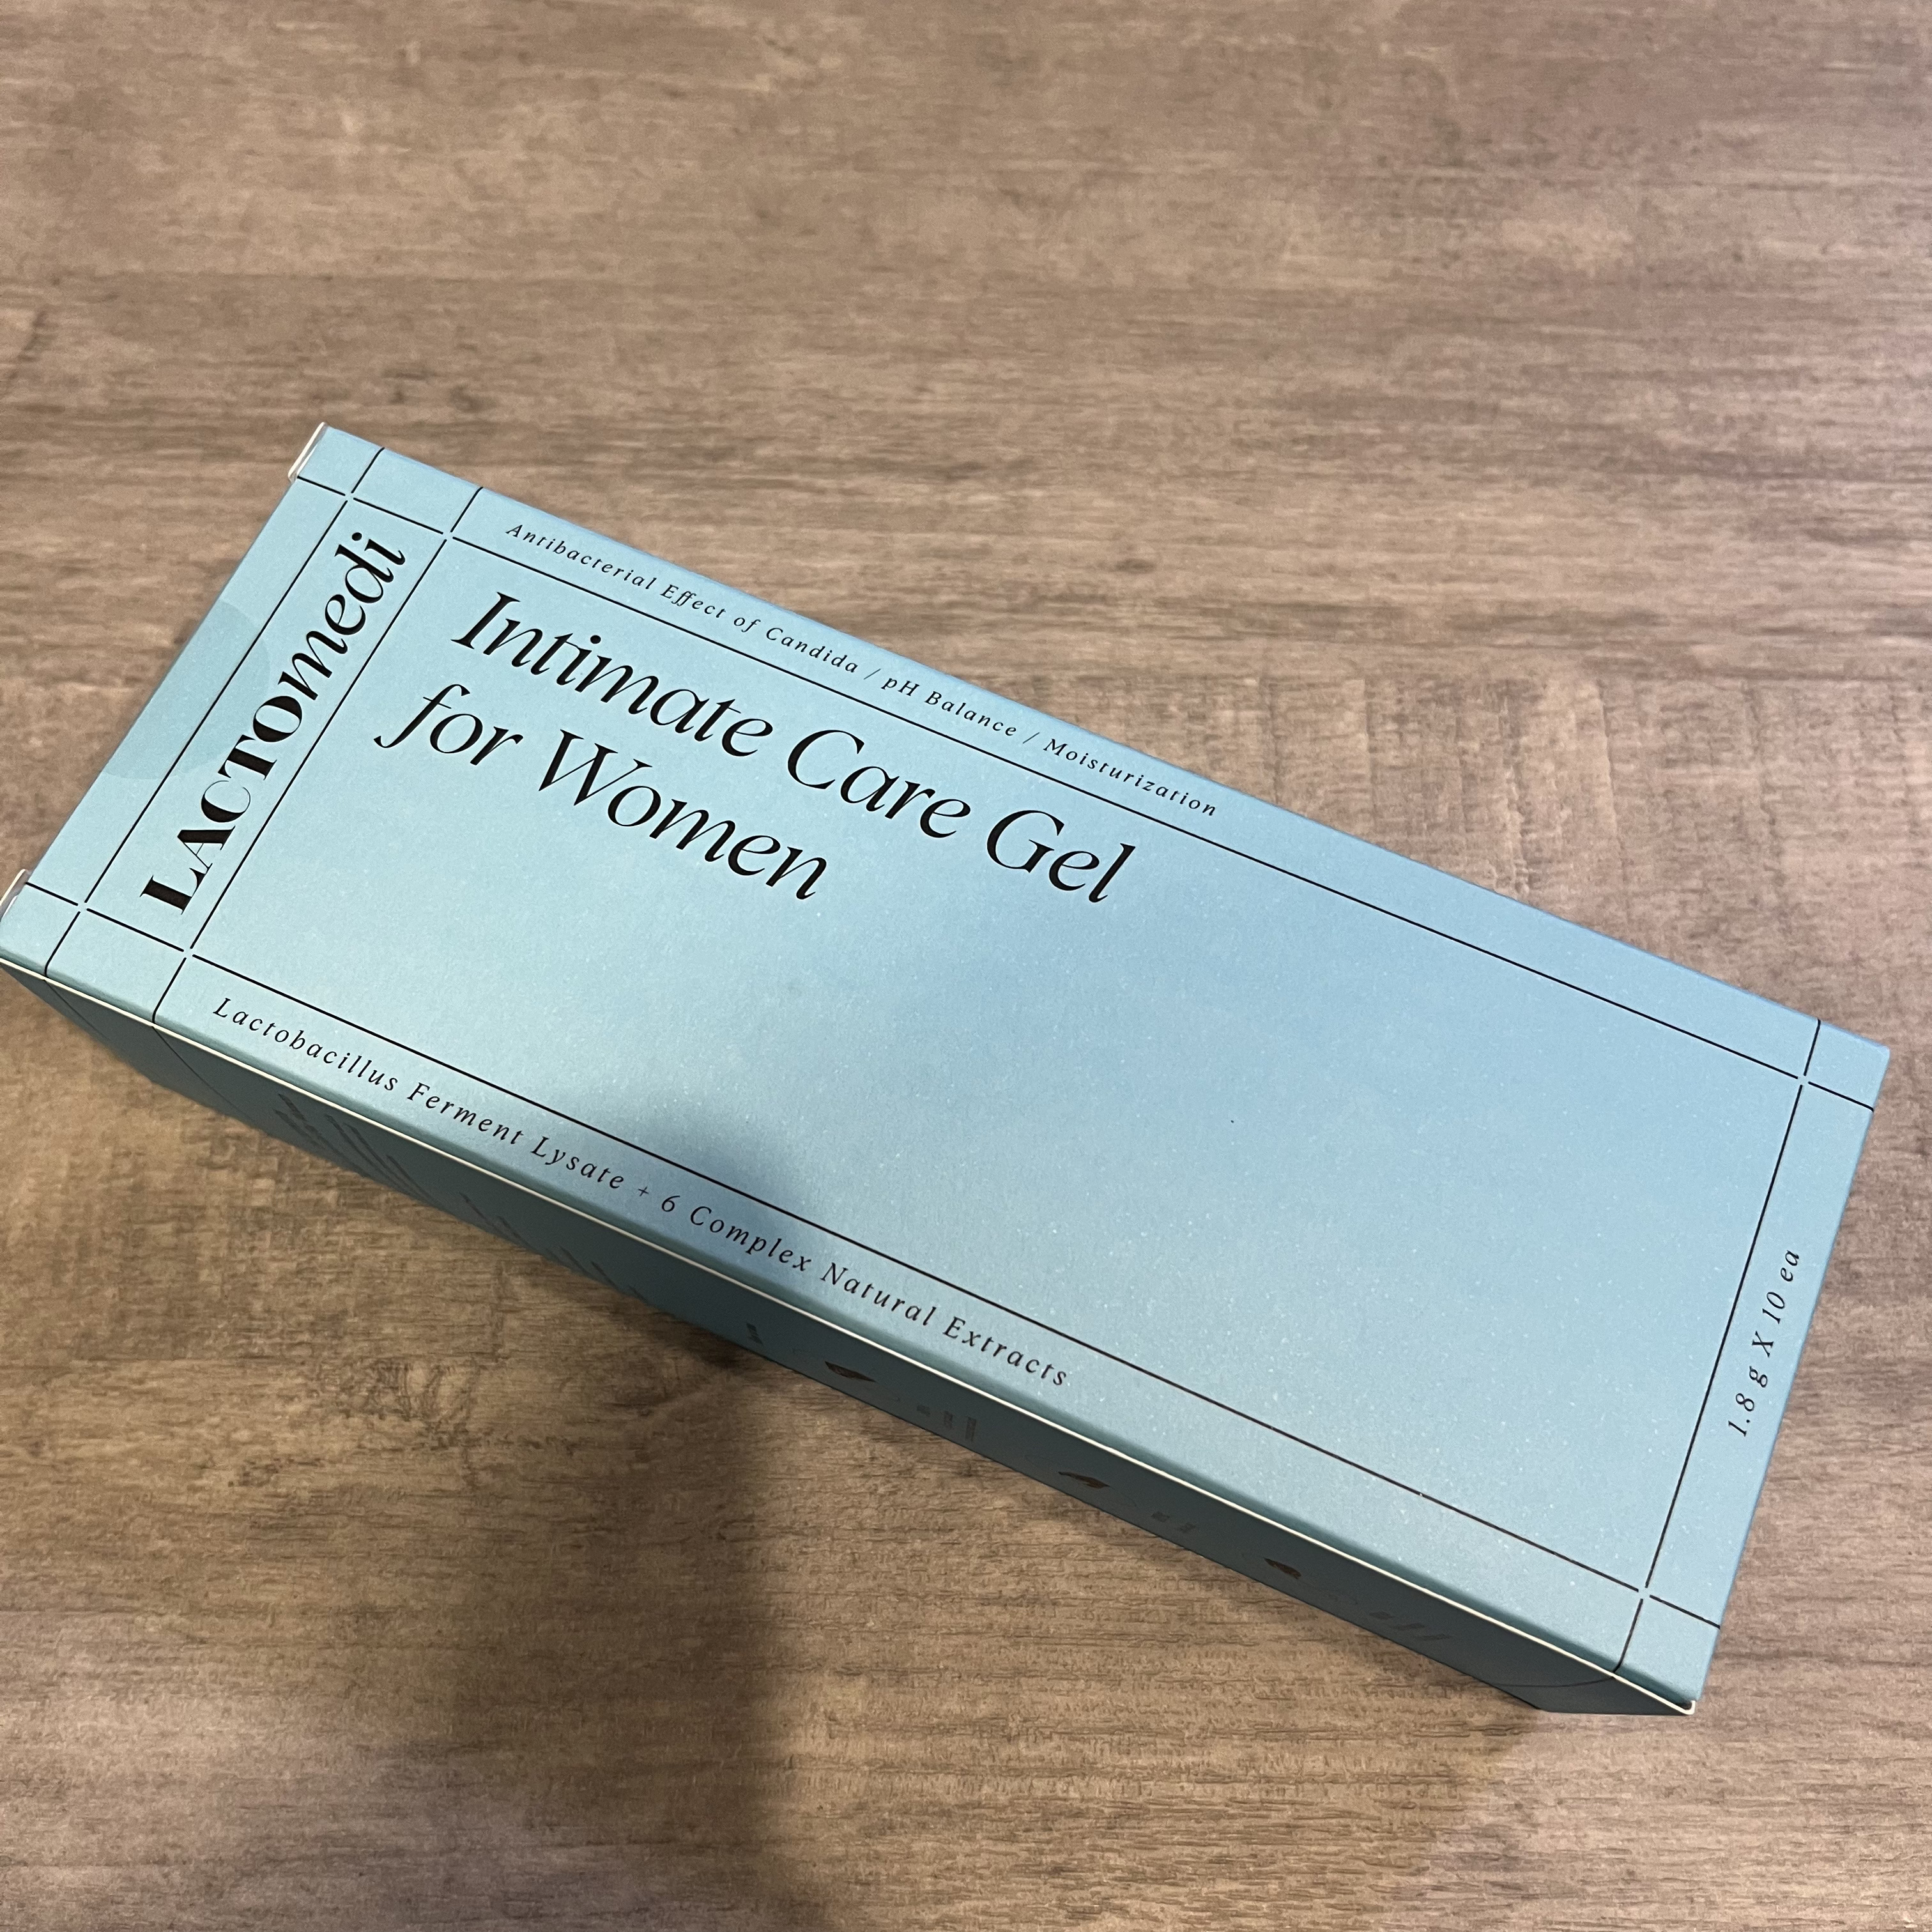 LACTOmedi
Antibacterial Effect of Candida / pH Balance / Moisturization
Intimate Care Gel
for Women
Lactobacillus Ferment Lysate + 6 Complex Natural Extracts
1.8 g X 10 ea